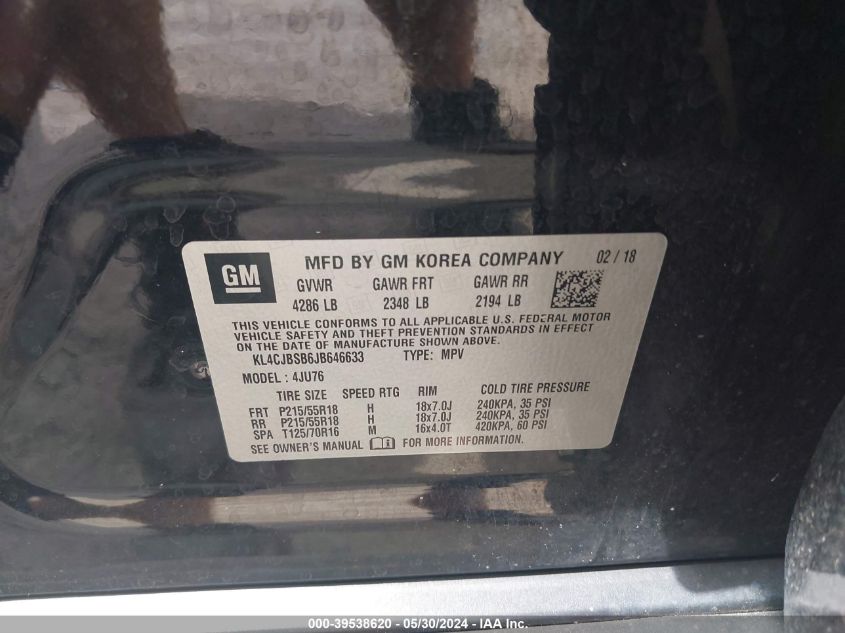 GM MFD BY GM KOREA COMPANY 02 / 18
GVWR GAWR FRT GAWR RR
4286 LB 2348 LB 2194 LB
THIS VEHICLE CONFORMS TO ALL APPLICABLE U.S. FEDERAL MOTOR
VEHICLE SAFETY AND THEFT PREVENTION STANDARDS IN EFFECT
ON THE DATE OF MANUFACTURE SHOWN ABOVE.
KL4CJBSB6JB646633 TYPE: MPV
MODEL : 4JU76
TIRE SIZE SPEED RTG RIM COLD TIRE PRESSURE
FRT P215/55R18 H 18x7.0J 240KPA, 35 PSI
RR P215/55R18 H 18x7.0J 240KPA, 35 PSI
SPA T125/70R16 M 16x4.0T 420KPA, 60 PSI
SEE OWNER'S MANUAL FOR MORE INFORMATION.
000-39538620 - 05/30/2024 - IAA Inc.